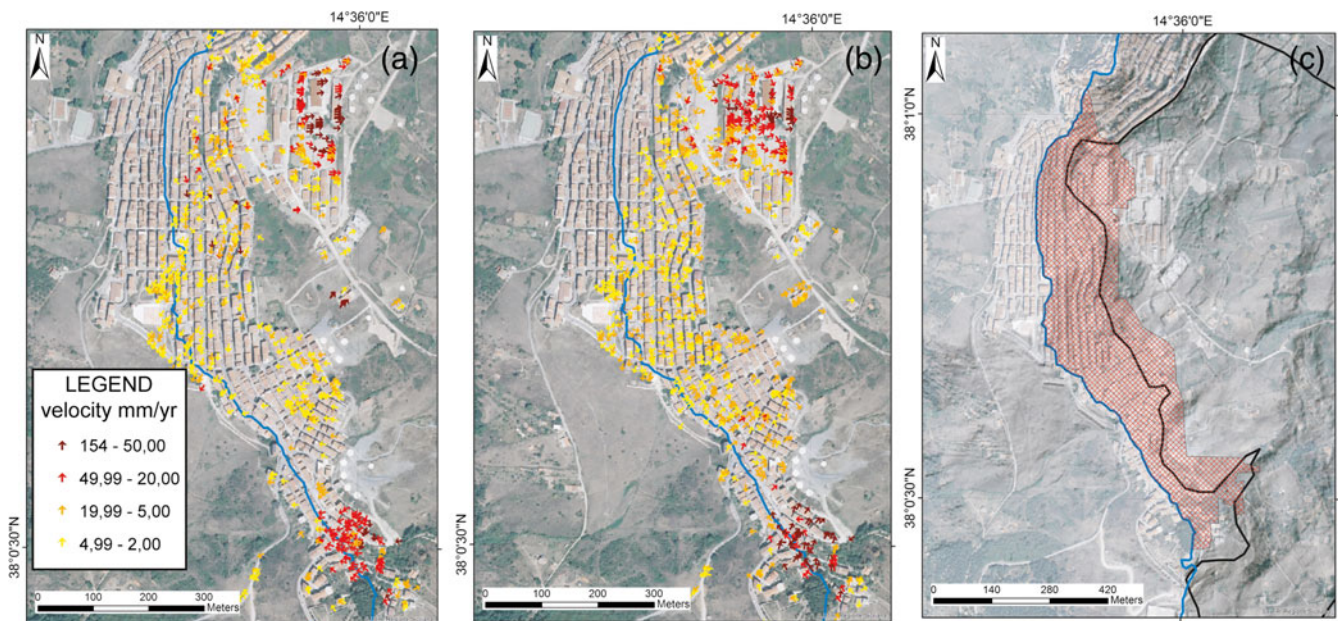 14°36'0"E
14°36'0"E
14°36'0"E
N
(a)
N
(b)
N
(c)
38°1'0"N
LEGEND
velocity mm/yr
154 - 50,00
49,99 - 20,00
19,99 - 5,00
4,99 - 2,00
38°0'30"N
38°0'30"N
38°0'30"N
0 100 200 300
Meters
0 100 200 300
Meters
0 140 280 420
Meters